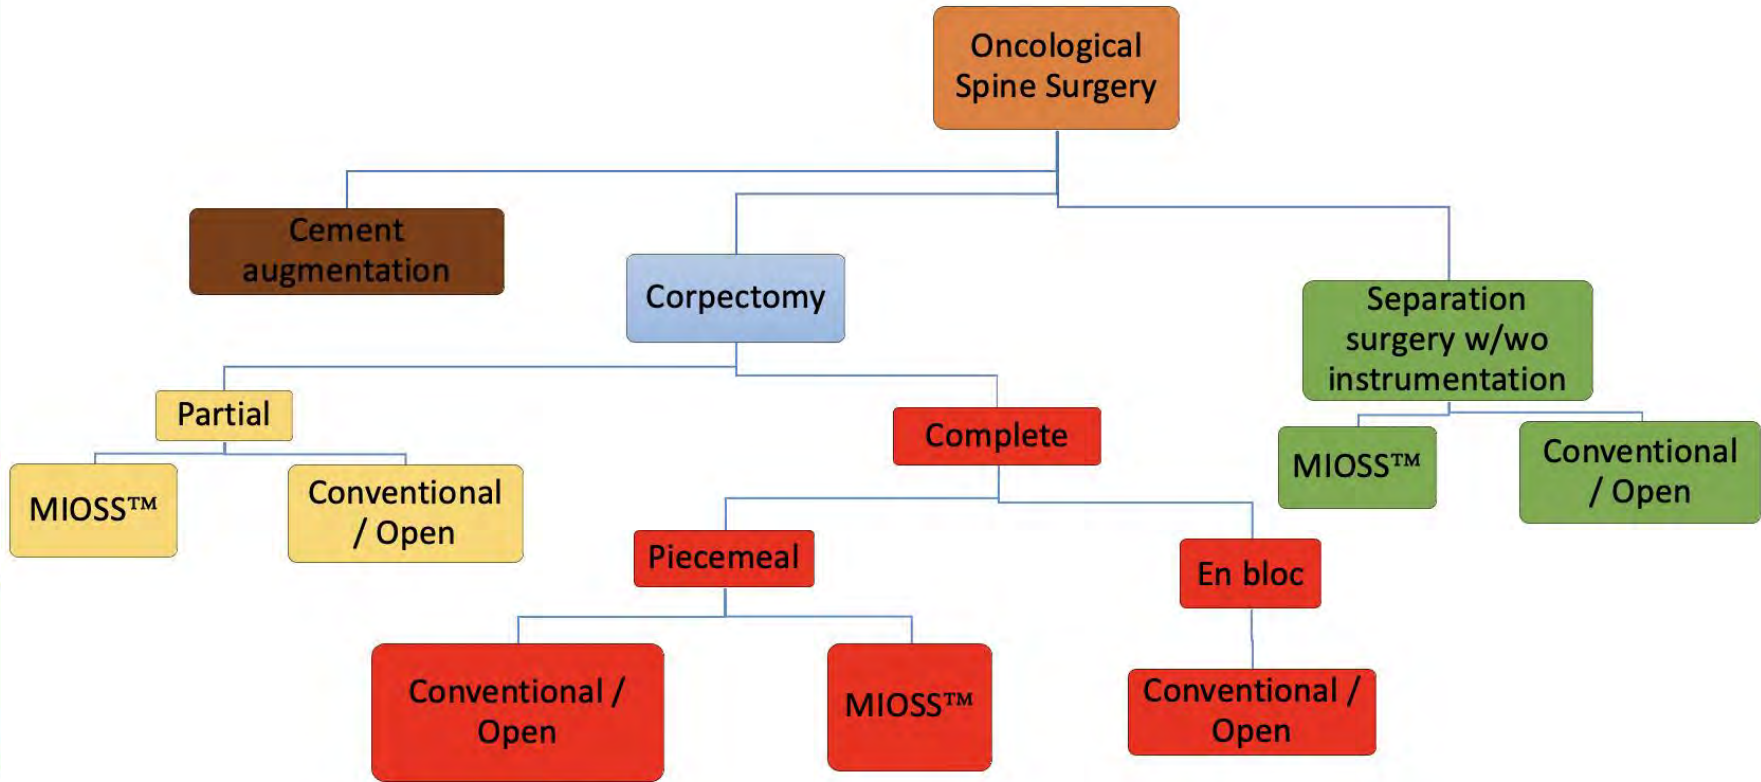 Oncological
Spine Surgery
Cement
augmentation
Corpectomy
Separation
surgery w/wo
instrumentation
Partial
Complete
MIOSS™
Conventional
/ Open
MIOSS™
Conventional
/ Open
Piecemeal
En bloc
Conventional /
Open
MIOSS™
Conventional /
Open